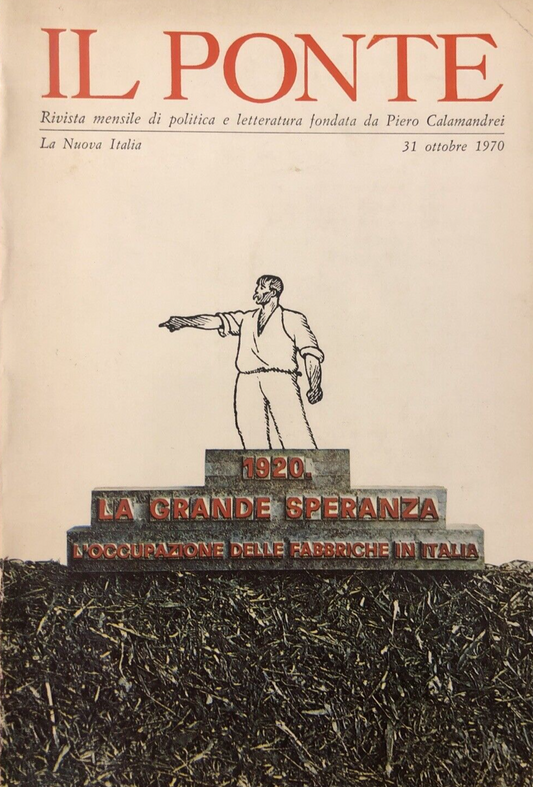 IL PONTE
Rivista mensile di politica e letteratura fondata da Piero Calamandrei
La Nuova Italia 31 ottobre 1970
1920.
LA GRANDE SPERANZA
L'OCCUPAZIONE DELLE FABBRICHE IN ITALIA